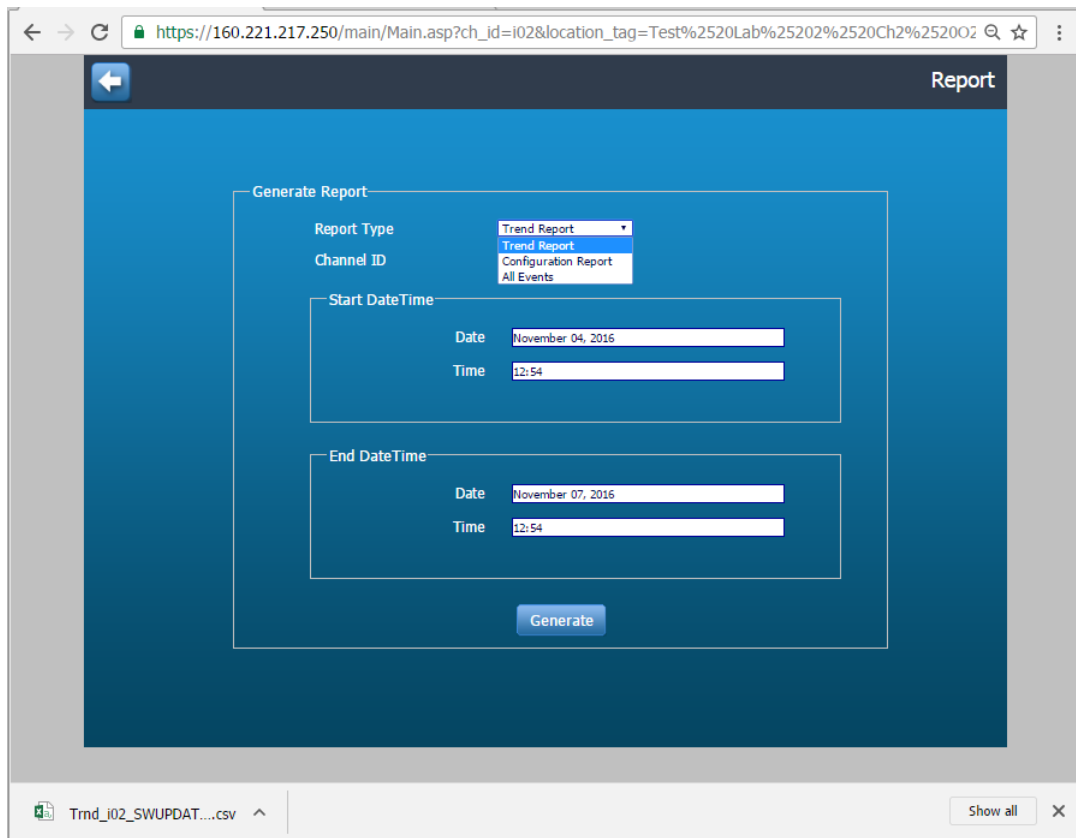 https://160.221.217.250/main/Main.asp?ch_id=i02&location_tag=Test%2520Lab%25202%2520Ch2%2520O2
Report
Generate Report
Report Type
Trend Report
Trend Report
Configuration Report
All Events
Channel ID
Start DateTime
Date
November 04, 2016
Time
12:54
End DateTime
Date
November 07, 2016
Time
12:54
Generate
Trnd_i02_SWUPDAT....csv
Show all